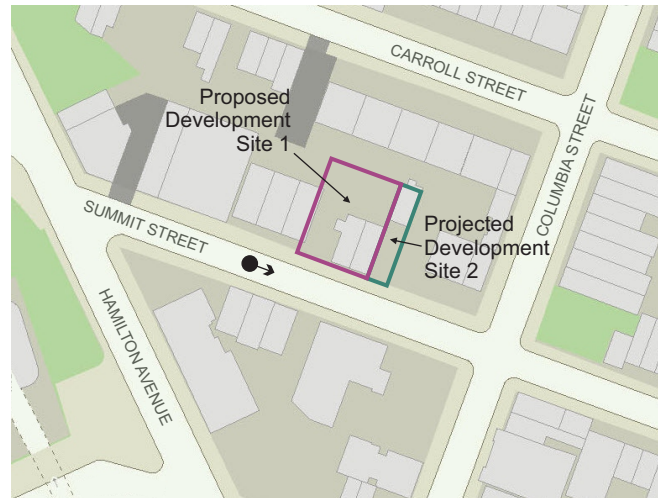 CARROLL STREET
Proposed
Development
Site 1
COLUMBIA STREET
SUMMIT STREET
Projected
Development
Site 2
HAMILTON AVENUE